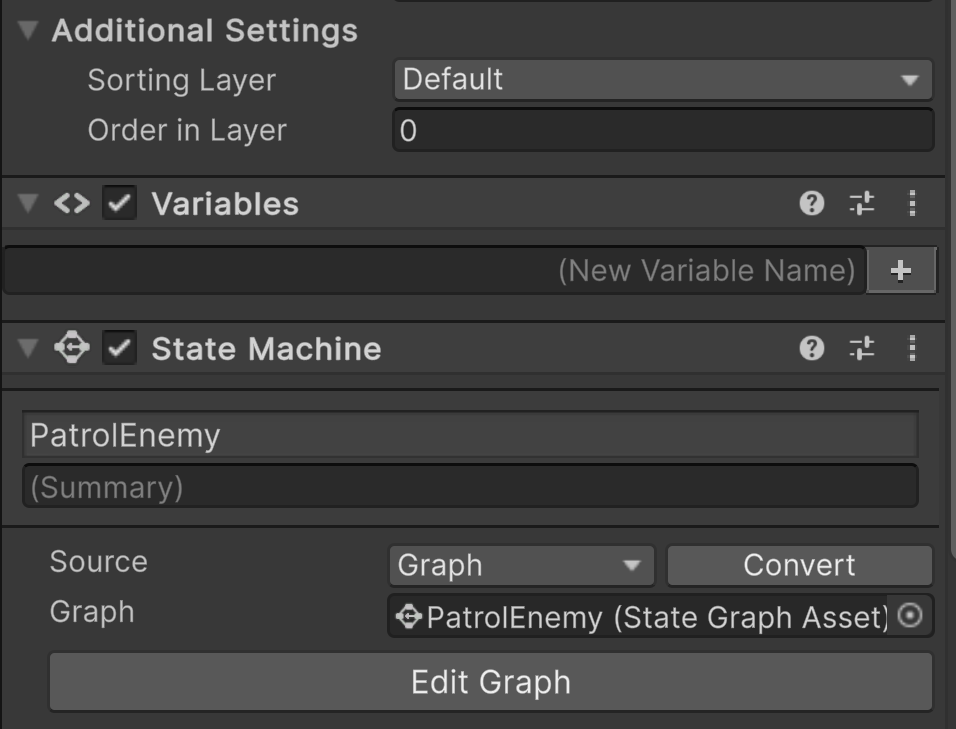 Additional Settings
Sorting Layer Default
Order in Layer 0
Variables
(New Variable Name) +
State Machine
PatrolEnemy
(Summary)
Source Graph Convert
Graph PatrolEnemy (State Graph Asset)
Edit Graph